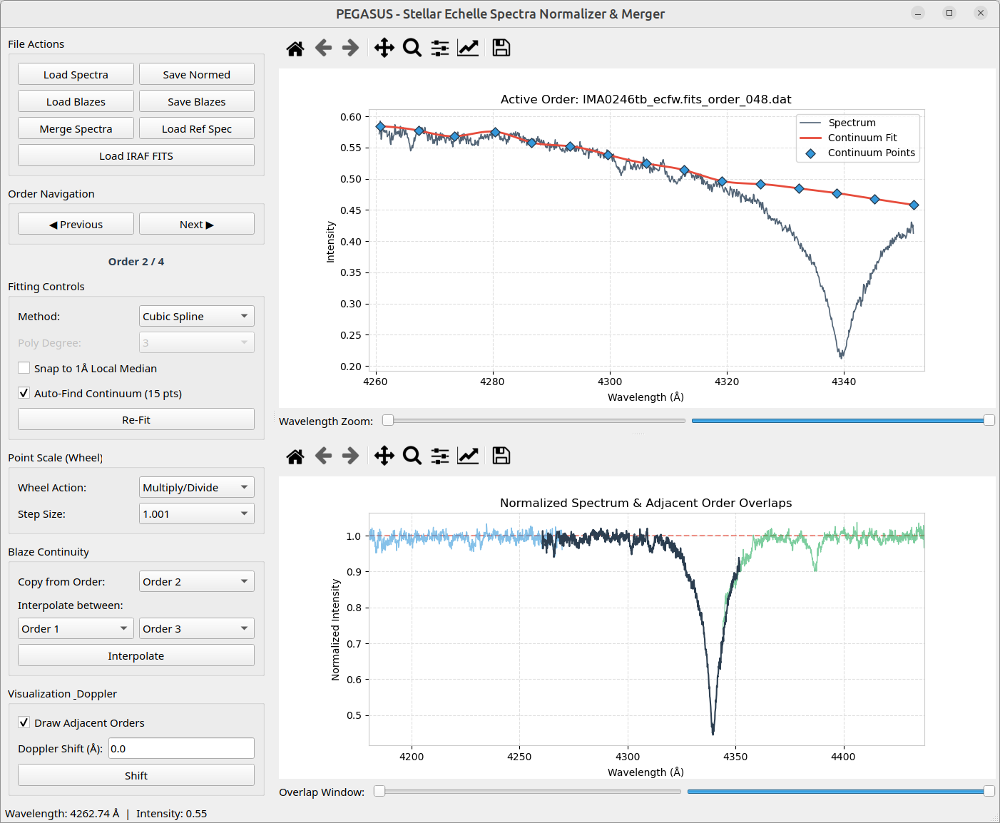 PEGASUS - Stellar Echelle Spectra Normalizer & Merger
File Actions
Load Spectra
Save Normed
Load Blazes
Save Blazes
Merge Spectra
Load Ref Spec
Load IRAF FITS
Order Navigation
◀ Previous
Next ▶
Order 2 / 4
Fitting Controls
Method:
Cubic Spline
Poly Degree:
3
Snap to 1Å Local Median
Auto-Find Continuum (15 pts)
Re-Fit
Point Scale (Wheel)
Wheel Action:
Multiply/Divide
Step Size:
1.001
Blaze Continuity
Copy from Order:
Order 2
Interpolate between:
Order 1
Order 3
Interpolate
Visualization _Doppler
Draw Adjacent Orders
Doppler Shift (Å):
0.0
Shift
Wavelength: 4262.74 Å | Intensity: 0.55
Active Order: IMA0246tb_ecfw.fits_order_048.dat
Spectrum
Continuum Fit
Continuum Points
0.60
0.55
0.50
0.45
0.40
0.35
0.30
0.25
0.20
Intensity
4260
4280
4300
4320
4340
Wavelength (Å)
Wavelength Zoom:
Normalized Spectrum & Adjacent Order Overlaps
1.0
0.9
0.8
0.7
0.6
0.5
Normalized Intensity
4200
4250
4300
4350
4400
Wavelength (Å)
Overlap Window: